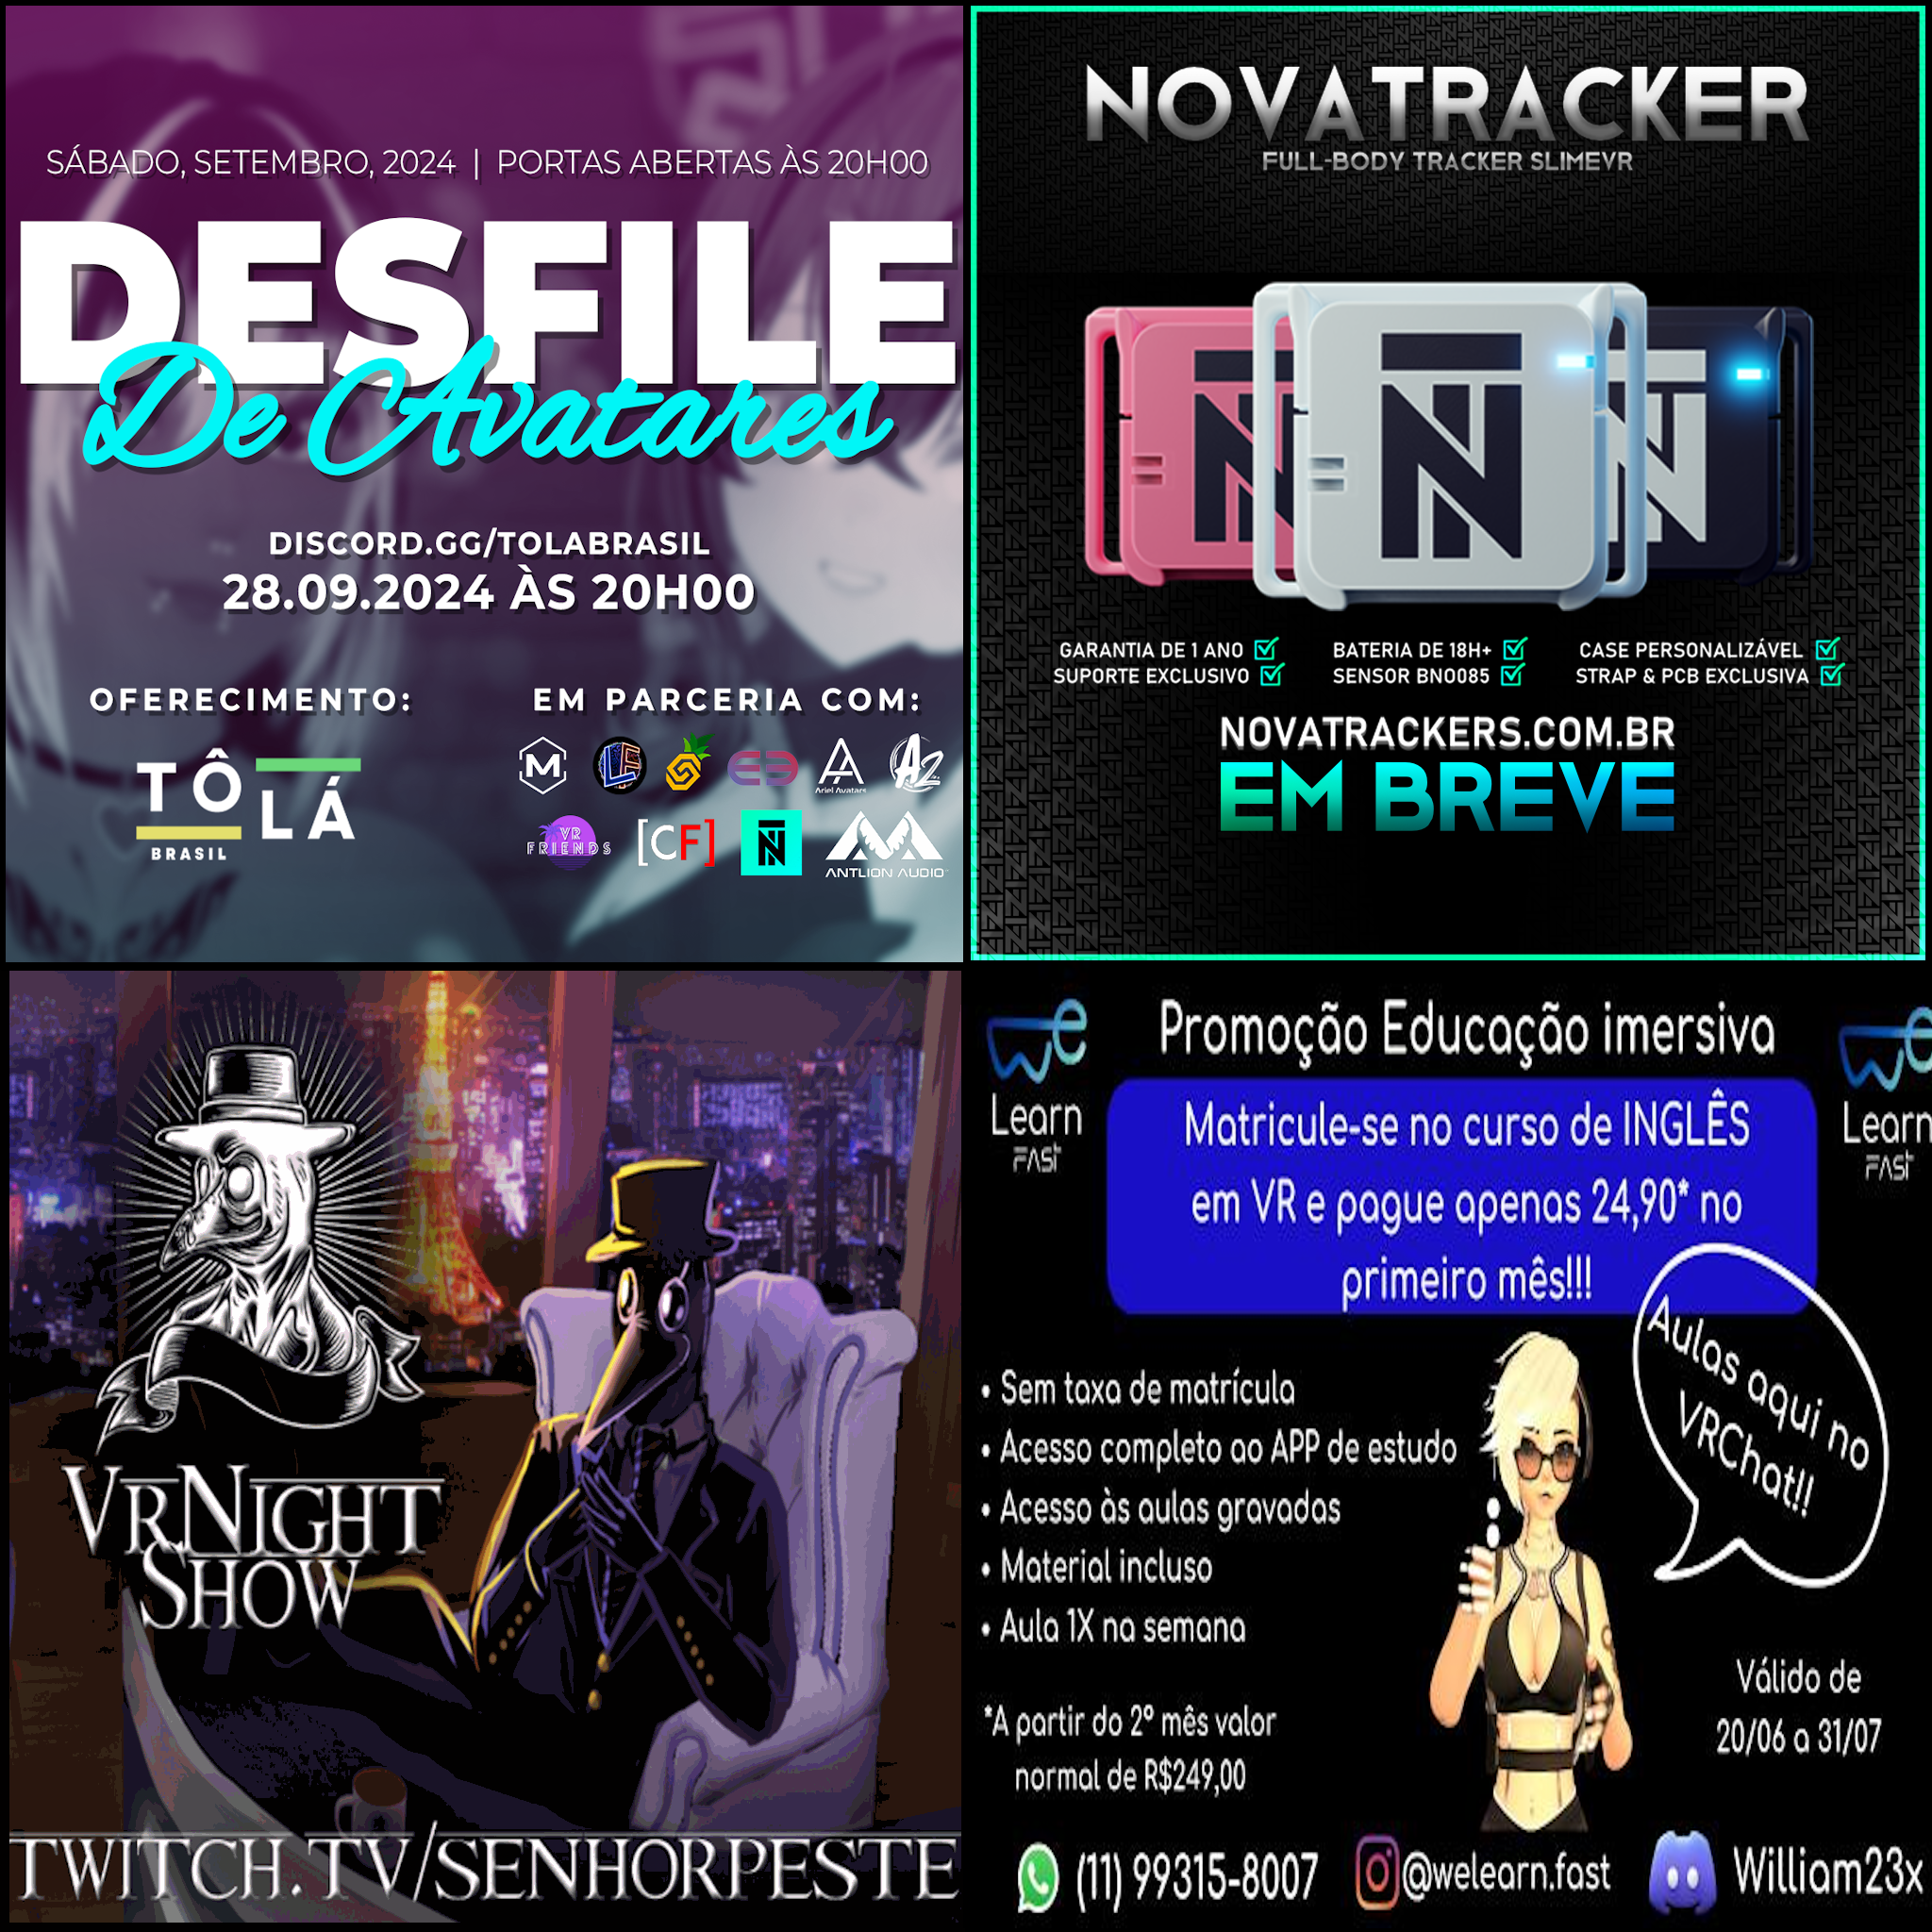 SÁBADO, SETEMBRO, 2024 | PORTAS ABERTAS ÀS 20H00
DESFILE
De Avatares
DISCORD.GG/TOLABRASIL
28.09.2024 ÀS 20H00
OFERECIMENTO:
EM PARCERIA COM:
TÔ LÁ
BRASIL
M
LF
Ariel Avatars
A2
VR
FRIENDS
[CF]
N
ANTLION AUDIO
NOVATRACKER
FULL-BODY TRACKER SLIMEVR
GARANTIA DE 1 ANO
SUPORTE EXCLUSIVO
BATERIA DE 18H+
SENSOR BNO085
CASE PERSONALIZÁVEL
STRAP & PCB EXCLUSIVA
NOVATRACKERS.COM.BR
EM BREVE
VRNIGHT
SHOW
TWITCH.TV/SENHORPESTE
we
Learn
FAST
Promoção Educação imersiva
we
Learn
FAST
Matricule-se no curso de INGLÊS
em VR e pague apenas 24,90* no
primeiro mês!!!
Aulas aqui no
VRChat!!
• Sem taxa de matrícula
• Acesso completo ao APP de estudo
• Acesso às aulas gravadas
• Material incluso
• Aula 1X na semana
*A partir do 2º mês valor
normal de R$249,00
Válido de
20/06 a 31/07
(11) 99315-8007
@welearn.fast
William23x